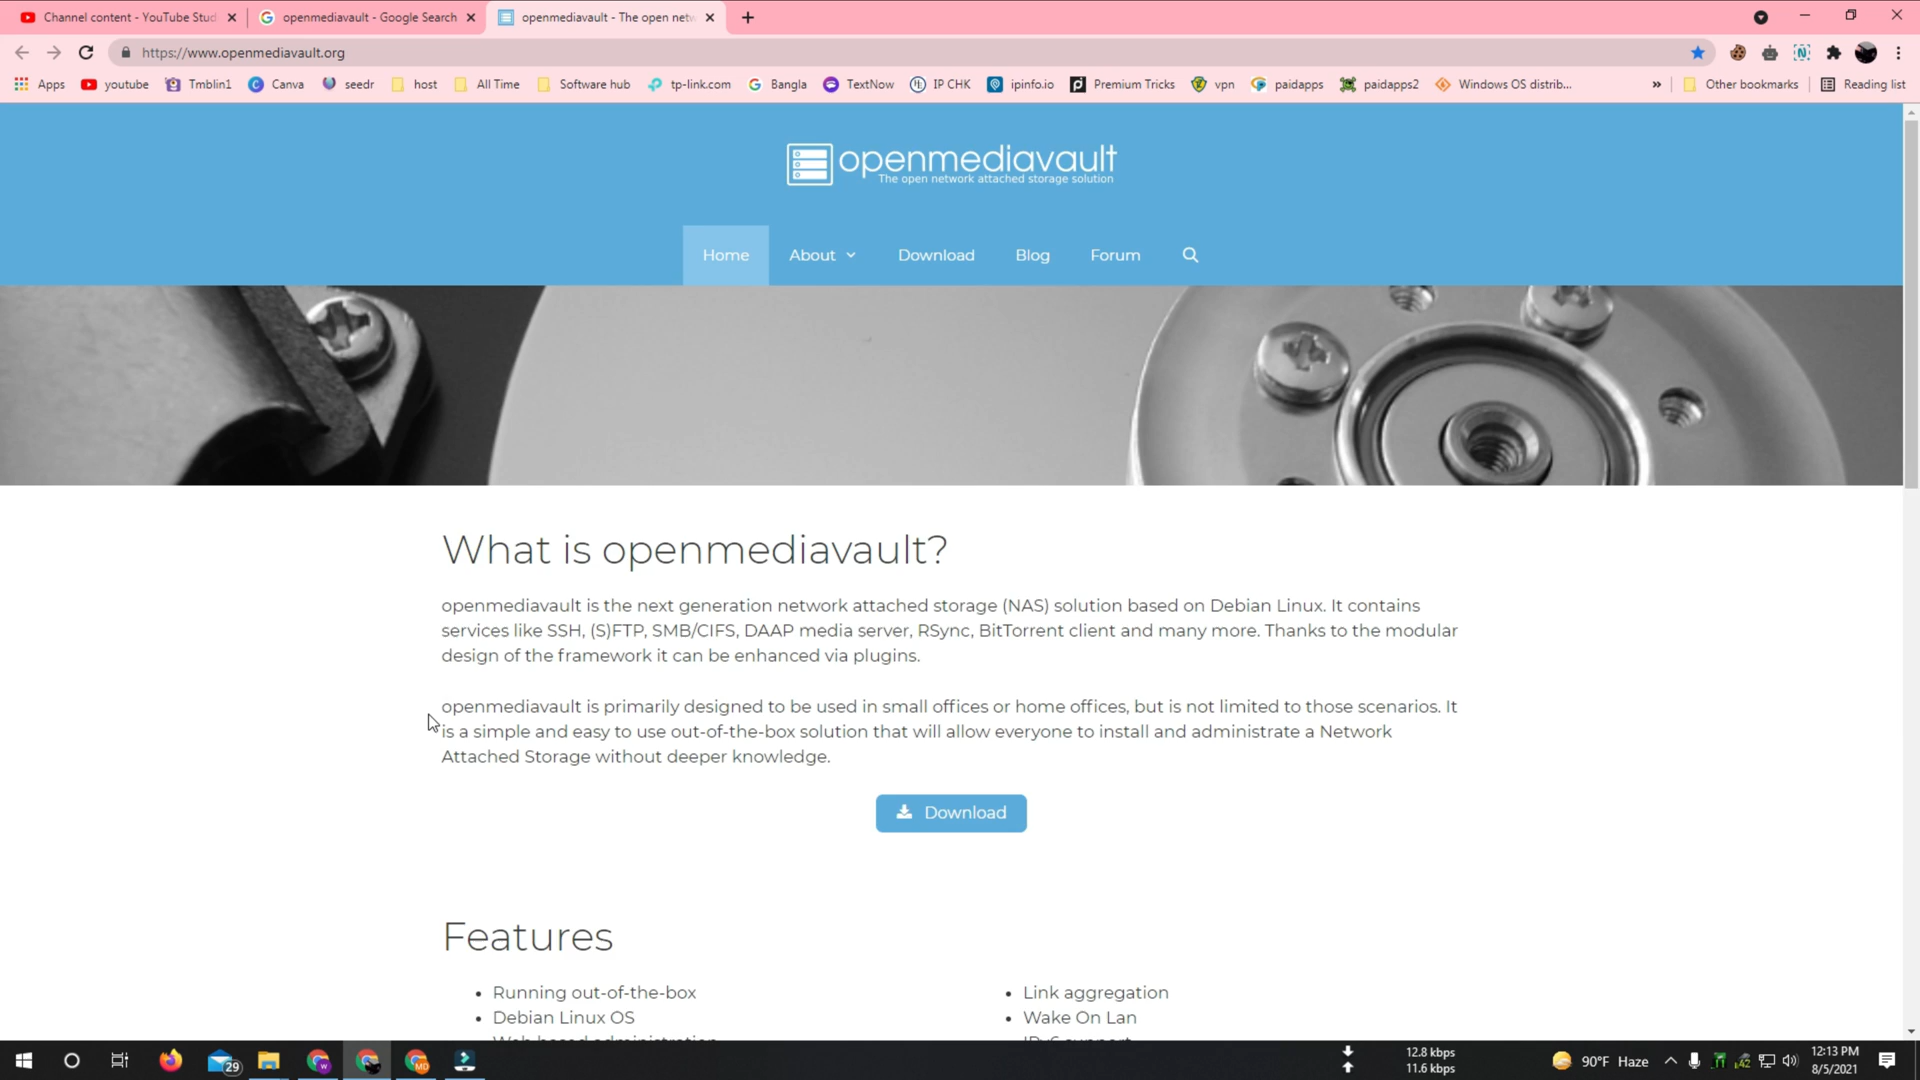 Channel content - YouTube Stud
openmediavault - Google Search
openmediavault - The open netw
https://www.openmediavault.org
Apps youtube Tmblin1 Canva seedr host All Time Software hub tp-link.com Bangla TextNow IP CHK ipinfo.io Premium Tricks vpn paidapps paidapps2 Windows OS distrib... » Other bookmarks Reading list
openmediavault
The open network attached storage solution
Home About Download Blog Forum
What is openmediavault?
openmediavault is the next generation network attached storage (NAS) solution based on Debian Linux. It contains
services like SSH, (S)FTP, SMB/CIFS, DAAP media server, RSync, BitTorrent client and many more. Thanks to the modular
design of the framework it can be enhanced via plugins.
openmediavault is primarily designed to be used in small offices or home offices, but is not limited to those scenarios. It
is a simple and easy to use out-of-the-box solution that will allow everyone to install and administrate a Network
Attached Storage without deeper knowledge.
Download
Features
• Running out-of-the-box
• Debian Linux OS
Web based administration
• Link aggregation
• Wake On Lan
IPv6 support
29
12.8 kbps
11.6 kbps
90°F Haze
42
12:13 PM
8/5/2021